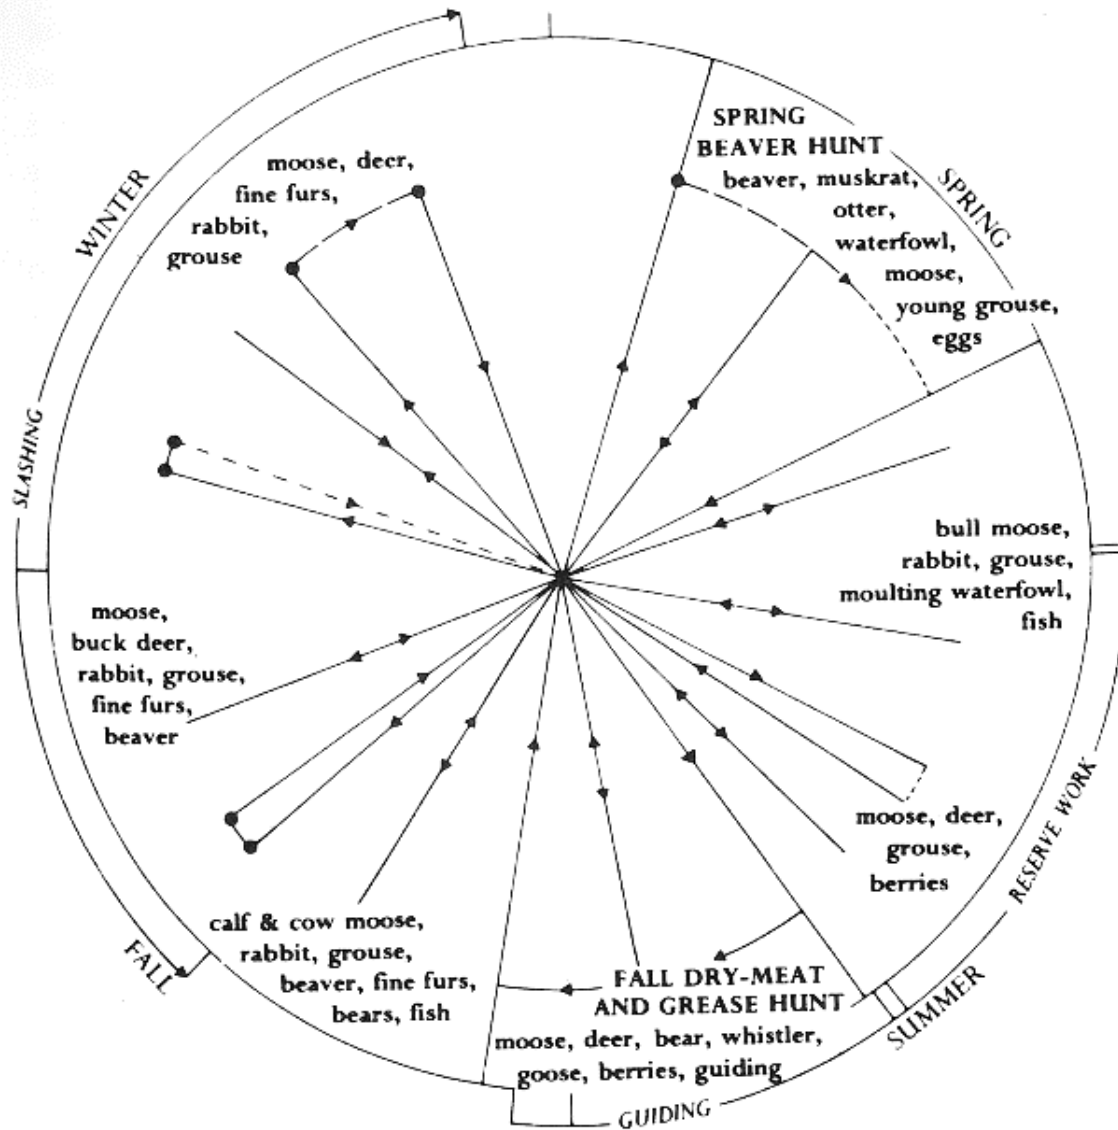 SPRING
BEAVER HUNT
beaver, muskrat,
otter,
waterfowl,
moose,
young grouse,
eggs
SPRING
bull moose,
rabbit, grouse,
moulting waterfowl,
fish
RESERVE WORK
moose, deer,
grouse,
berries
SUMMER
FALL DRY-MEAT
AND GREASE HUNT
moose, deer, bear, whistler,
goose, berries, guiding
GUIDING
calf & cow moose,
rabbit, grouse,
beaver, fine furs,
bears, fish
FALL
moose,
buck deer,
rabbit, grouse,
fine furs,
beaver
SLASHING
WINTER
moose, deer,
fine furs,
rabbit,
grouse